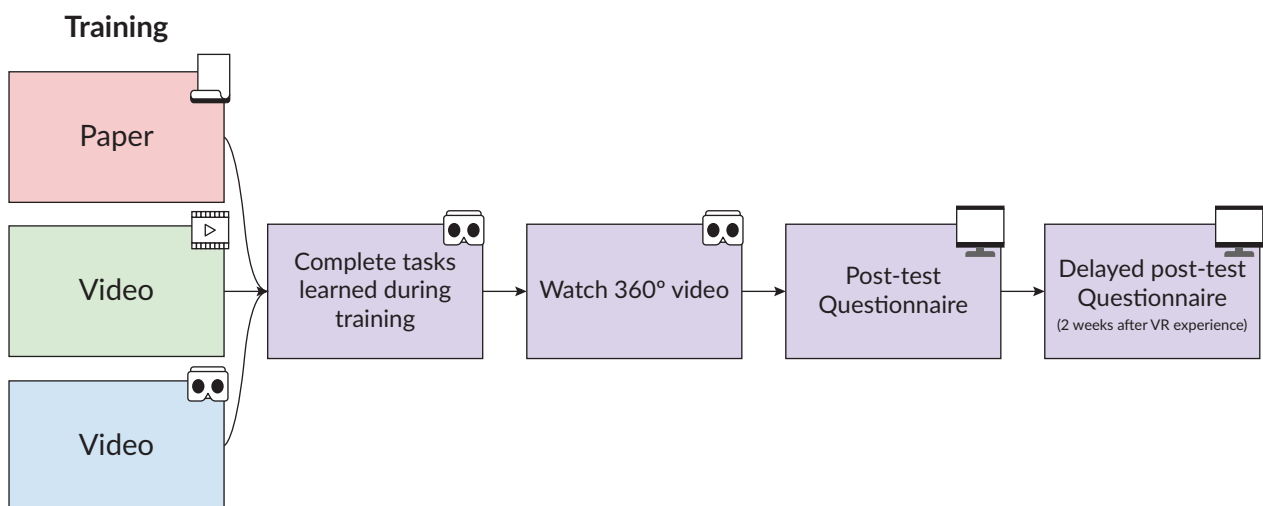 Training
Paper
Video
Video
Complete tasks
learned during
training
Watch 360º video
Post-test
Questionnaire
Delayed post-test
Questionnaire
(2 weeks after VR experience)